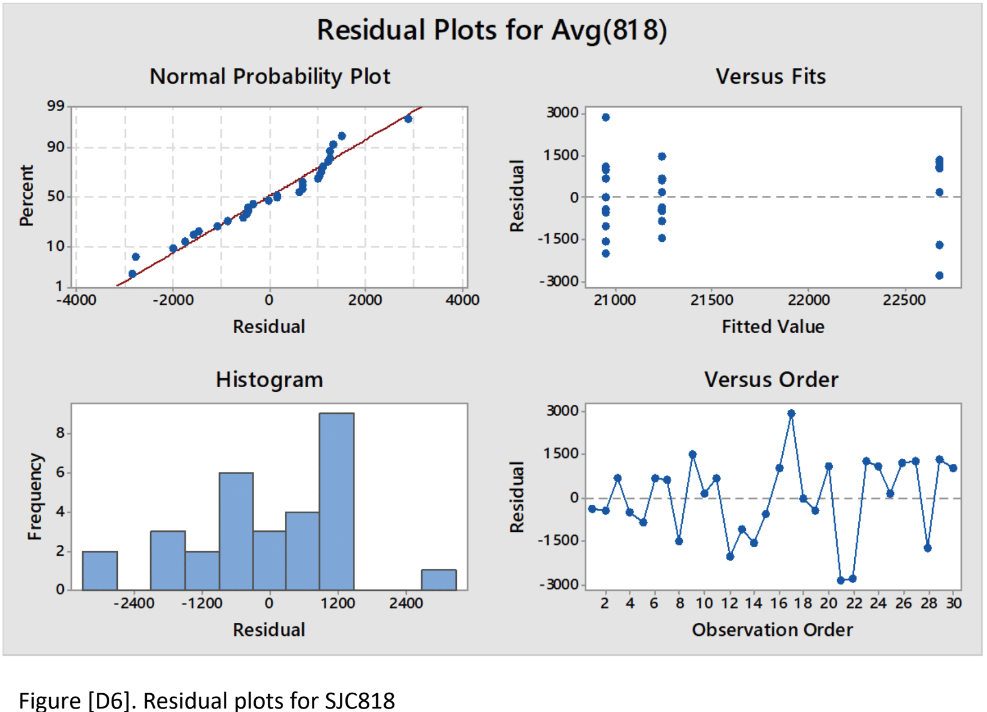 Residual Plots for Avg(818)
Normal Probability Plot
99
90
50
10
1
Percent
-4000 -2000 0 2000 4000
Residual
Versus Fits
3000
1500
0
-1500
-3000
Residual
21000 21500 22000 22500
Fitted Value
Histogram
8
6
4
2
0
Frequency
-2400 -1200 0 1200 2400
Residual
Versus Order
3000
1500
0
-1500
-3000
Residual
2 4 6 8 10 12 14 16 18 20 22 24 26 28 30
Observation Order
Figure [D6]. Residual plots for SJC818